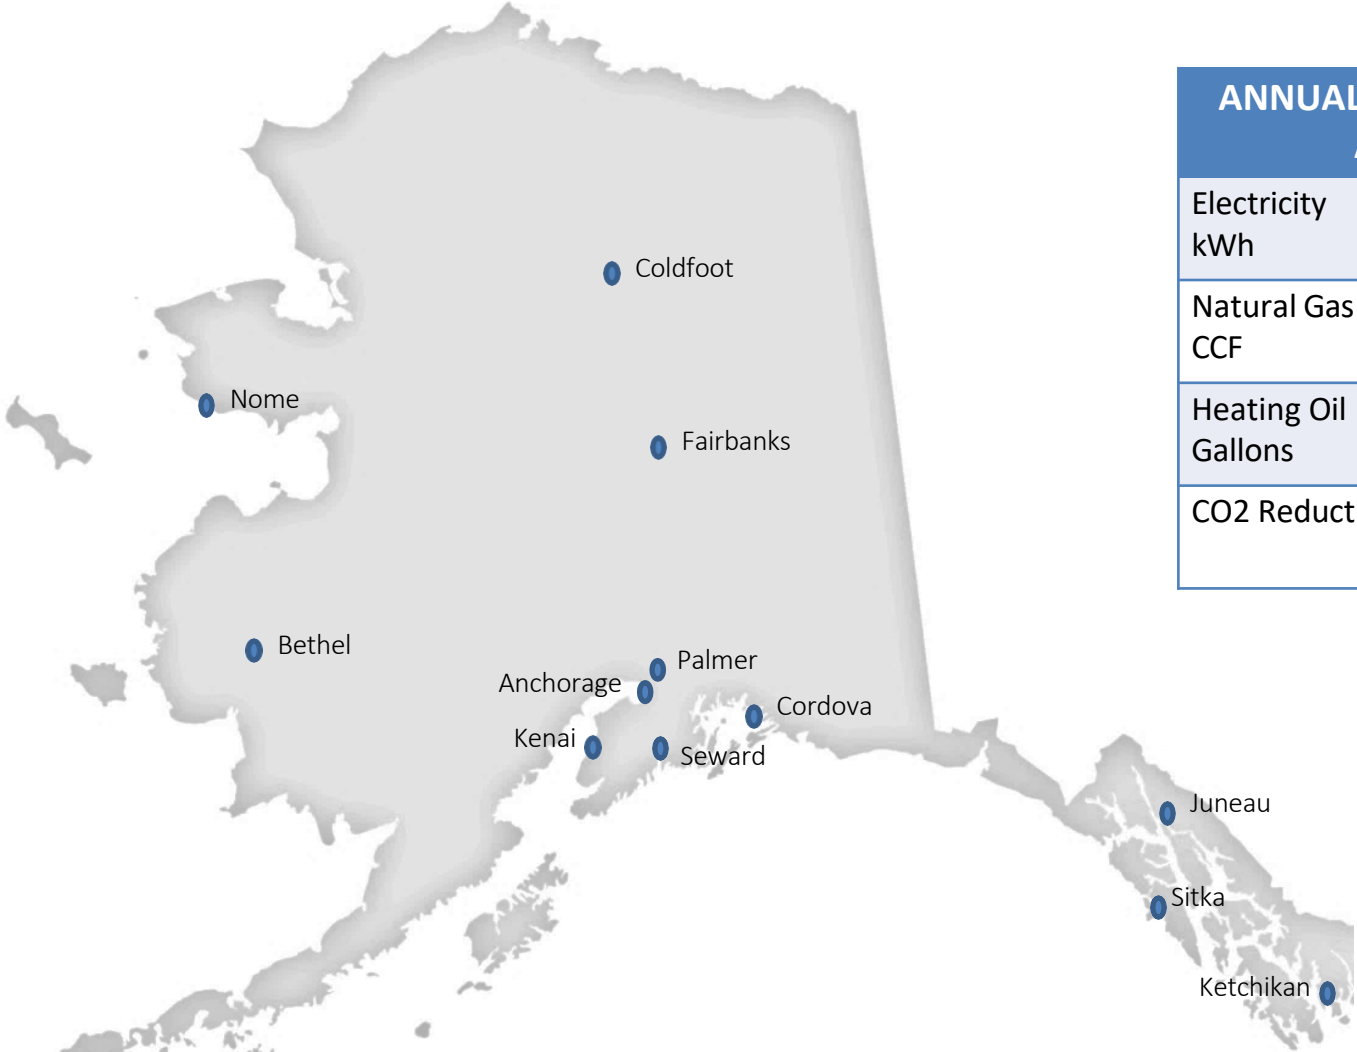 ANNUAL
Electricity
kWh
Natural Gas
CCF
Heating Oil
Gallons
CO2 Reduct
Coldfoot
Nome
Fairbanks
Bethel
Palmer
Anchorage
Cordova
Kenai
Seward
Juneau
Sitka
Ketchikan